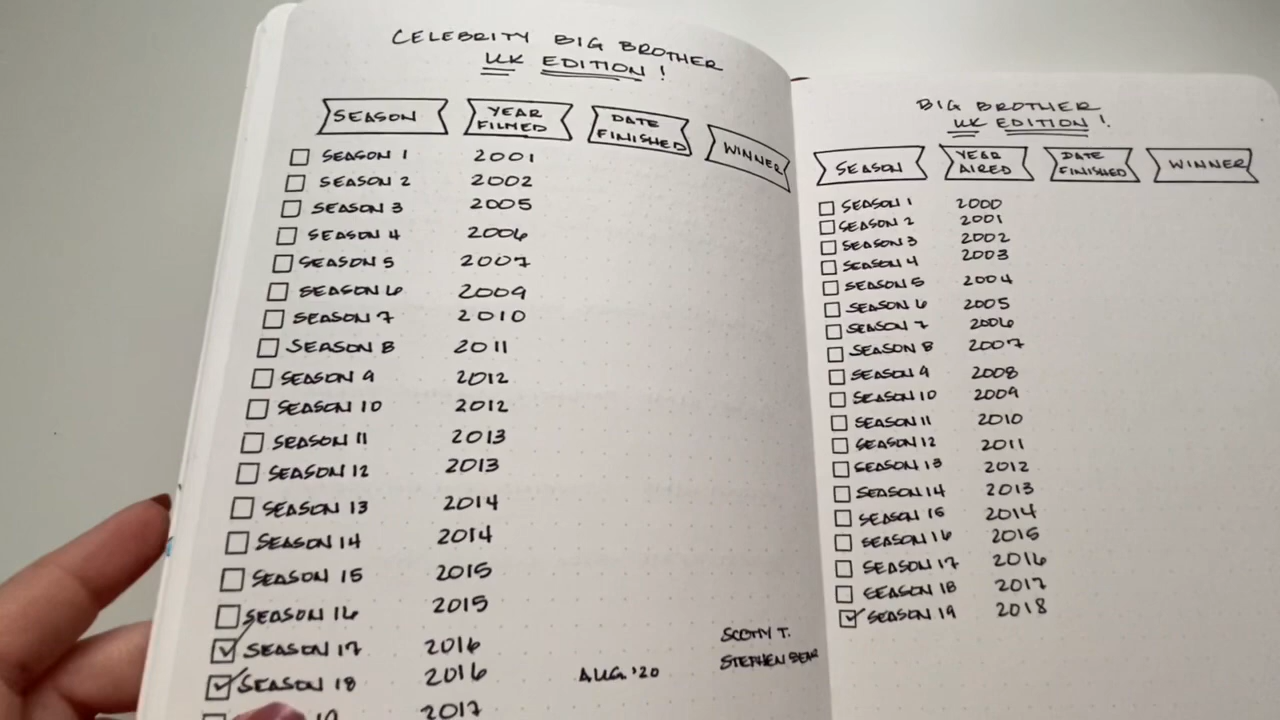 CELEBRITY BIG BROTHER
UK EDITION!
SEASON YEAR FILMED DATE FINISHED WINNER
SEASON 1 2001
SEASON 2 2002
SEASON 3 2005
SEASON 4 2006
SEASON 5 2007
SEASON 6 2009
SEASON 7 2010
SEASON 8 2011
SEASON 9 2012
SEASON 10 2012
SEASON 11 2013
SEASON 12 2013
SEASON 13 2014
SEASON 14 2014
SEASON 15 2015
SEASON 16 2015
SEASON 17 2016 SCOTTY T.
SEASON 18 2016 AUG. '20 STEPHEN BEAR
19 2017
BIG BROTHER
UK EDITION!
SEASON YEAR AIRED DATE FINISHED WINNER
SEASON 1 2000
SEASON 2 2001
SEASON 3 2002
SEASON 4 2003
SEASON 5 2004
SEASON 6 2005
SEASON 7 2006
SEASON 8 2007
SEASON 9 2008
SEASON 10 2009
SEASON 11 2010
SEASON 12 2011
SEASON 13 2012
SEASON 14 2013
SEASON 15 2014
SEASON 16 2015
SEASON 17 2016
SEASON 18 2017
SEASON 19 2018